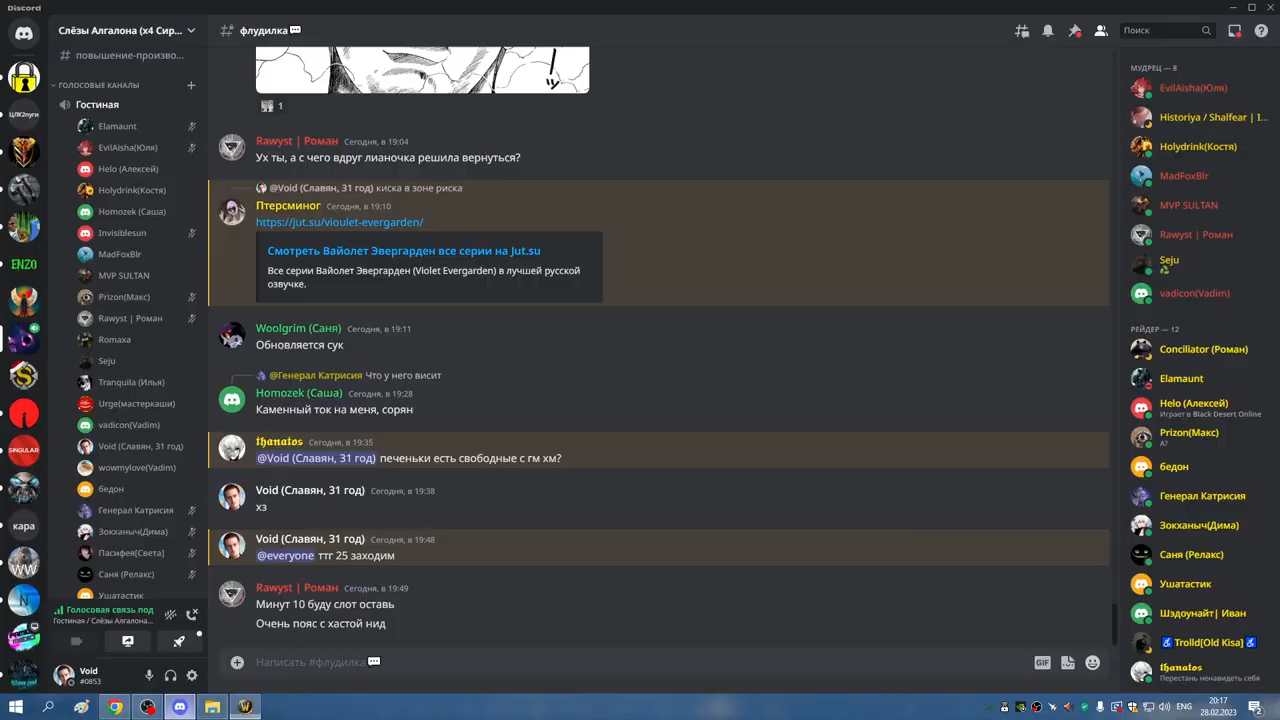 Discord
Слёзы Алгалона (x4 Сир...
флудилка
Поиск
повышение-произво...
ГОЛОСОВЫЕ КАНАЛЫ
Гостиная
Elamaunt
EvilAisha(Юля)
Helo (Алексей)
Holydrink(Костя)
Homozek (Саша)
Invisiblesun
MadFoxBlr
MVP SULTAN
Prizon(Макс)
Rawyst | Роман
Romaxa
Seju
Tranquila (Илья)
Urge(мастеркаши)
vadicon(Vadim)
Void (Славян, 31 год)
wowmylove(Vadim)
бедон
Генерал Катрисия
Зокханыч(Дима)
Пасифея[Света]
Саня (Релакс)
Ушатастик
Голосовая связь под
Гостиная / Слёзы Алгалона...
Void
#0853
ЦЛК2пуги
ENZO
SINGULAR
кара
WW
1
Rawyst | Роман Сегодня, в 19:04
Ух ты, а с чего вдруг лианочка решила вернуться?
@Void (Славян, 31 год) киска в зоне риска
Птерсминог Сегодня, в 19:10
https://jut.su/vioulet-evergarden/
Смотреть Вайолет Эвергарден все серии на Jut.su
Все серии Вайолет Эвергарден (Violet Evergarden) в лучшей русской
озвучке.
Woolgrim (Саня) Сегодня, в 19:11
Обновляется сук
@Генерал Катрисия Что у него висит
Homozek (Саша) Сегодня, в 19:28
Каменный ток на меня, сорян
𝖙𝖍𝖆𝖓𝖆𝖙𝖔𝖘 Сегодня, в 19:35
@Void (Славян, 31 год) печеньки есть свободные с гм хм?
Void (Славян, 31 год) Сегодня, в 19:38
хз
Void (Славян, 31 год) Сегодня, в 19:48
@everyone ттг 25 заходим
Rawyst | Роман Сегодня, в 19:49
Минут 10 буду слот оставь
Очень пояс с хастой нид
Написать #флудилка
GIF
МУДРЕЦ — 8
EvilAisha(Юля)
Historiya / Shalfear | I...
Holydrink(Костя)
MadFoxBlr
MVP SULTAN
Rawyst | Роман
Seju
vadicon(Vadim)
РЕЙДЕР — 12
Conciliator (Роман)
Elamaunt
Helo (Алексей)
Играет в Black Desert Online
Prizon(Макс)
А?
бедон
Генерал Катрисия
Зокханыч(Дима)
Саня (Релакс)
Ушатастик
Шэдоунайт| Иван
Trolld[Old Kisa]
𝖙𝖍𝖆𝖓𝖆𝖙𝖔𝖘
Перестань ненавидеть себя
ENG
20:17
28.02.2023
2